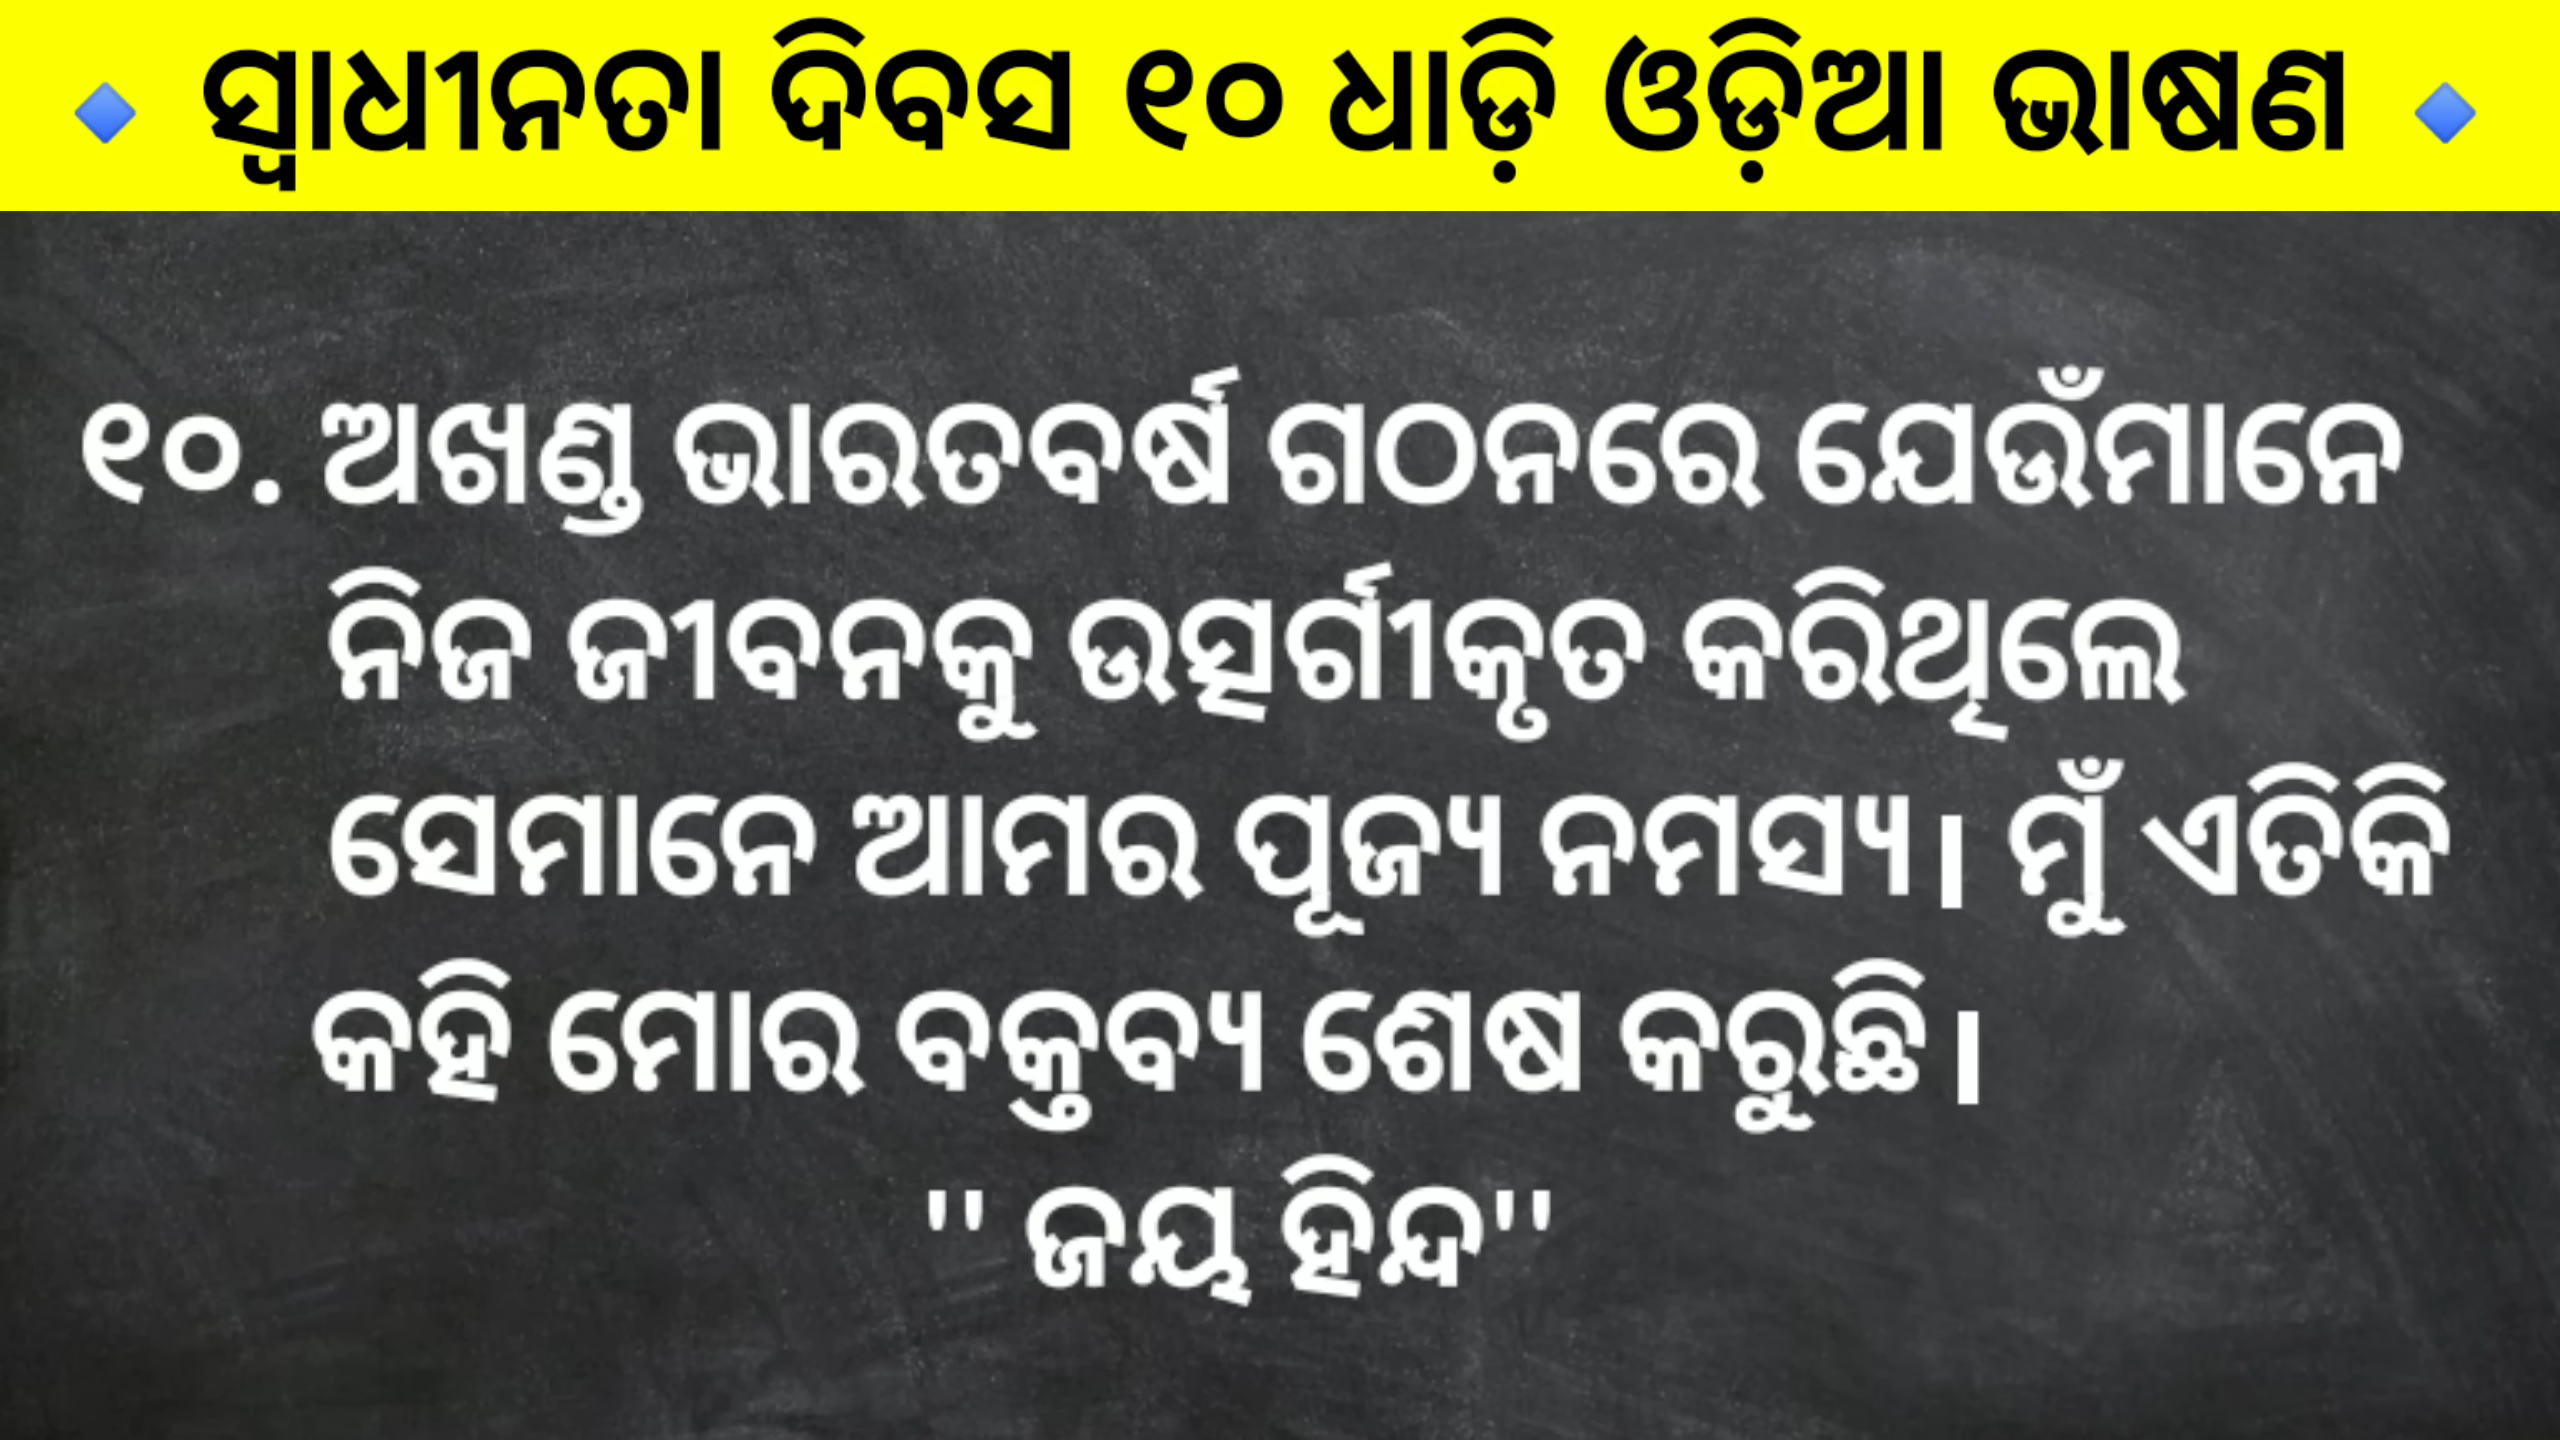 🔹 ସ୍ଵାଧୀନତା ଦିବସ ୧୦ ଧାଡ଼ି ଓଡ଼ିଆ ଭାଷଣ 🔹
୧୦. ଅଖଣ୍ଡ ଭାରତବର୍ଷ ଗଠନରେ ଯେଉଁମାନେ
ନିଜ ଜୀବନକୁ ଉତ୍ସର୍ଗୀକୃତ କରିଥିଲେ
ସେମାନେ ଆମର ପୂଜ୍ୟ ନମସ୍ୟ। ମୁଁ ଏତିକି
କହି ମୋର ବକ୍ତବ୍ୟ ଶେଷ କରୁଛି।
" ଜୟ ହିନ୍ଦ"